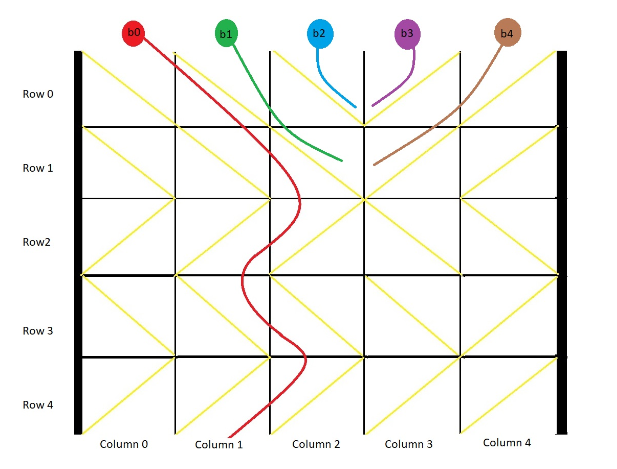 b0 b1 b2 b3 b4
Row 0
Row 1
Row2
Row 3
Row 4
Column 0 Column 1 Column 2 Column 3 Column 4